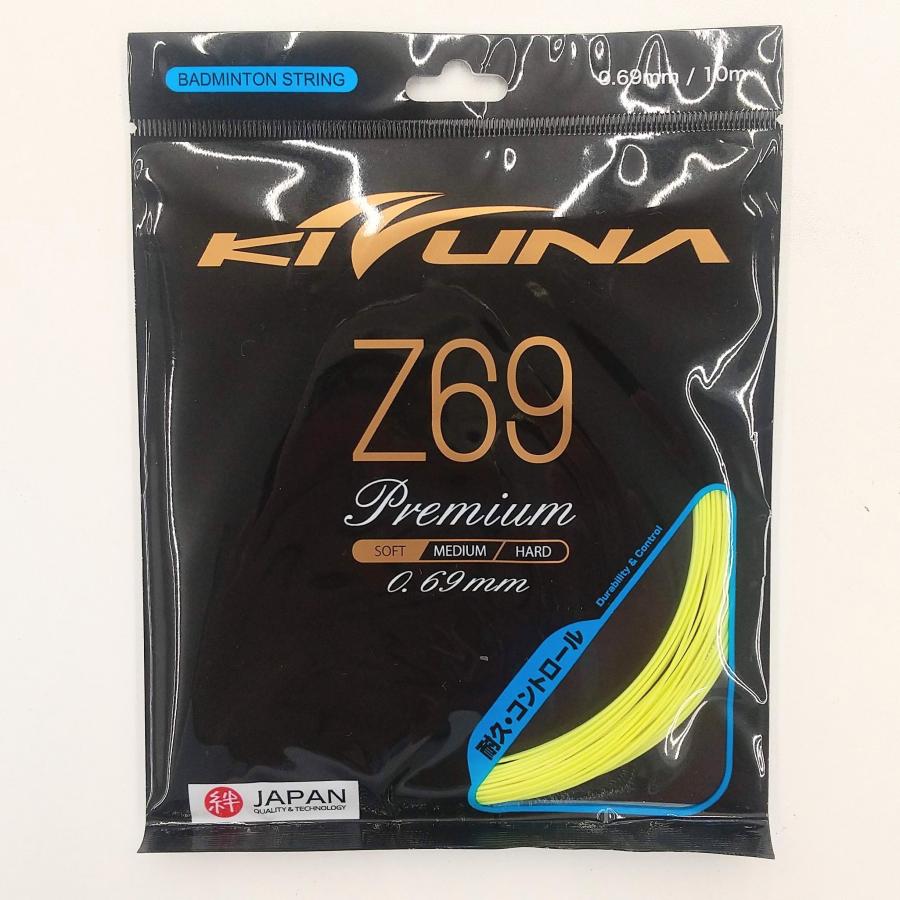 BADMINTON STRING
0.69mm / 10m
KIZUNA
Z69
Premium
SOFT MEDIUM HARD
0.69mm
Durability & Control
耐久・コントロール
絆 JAPAN
QUALITY & TECHNOLOGY